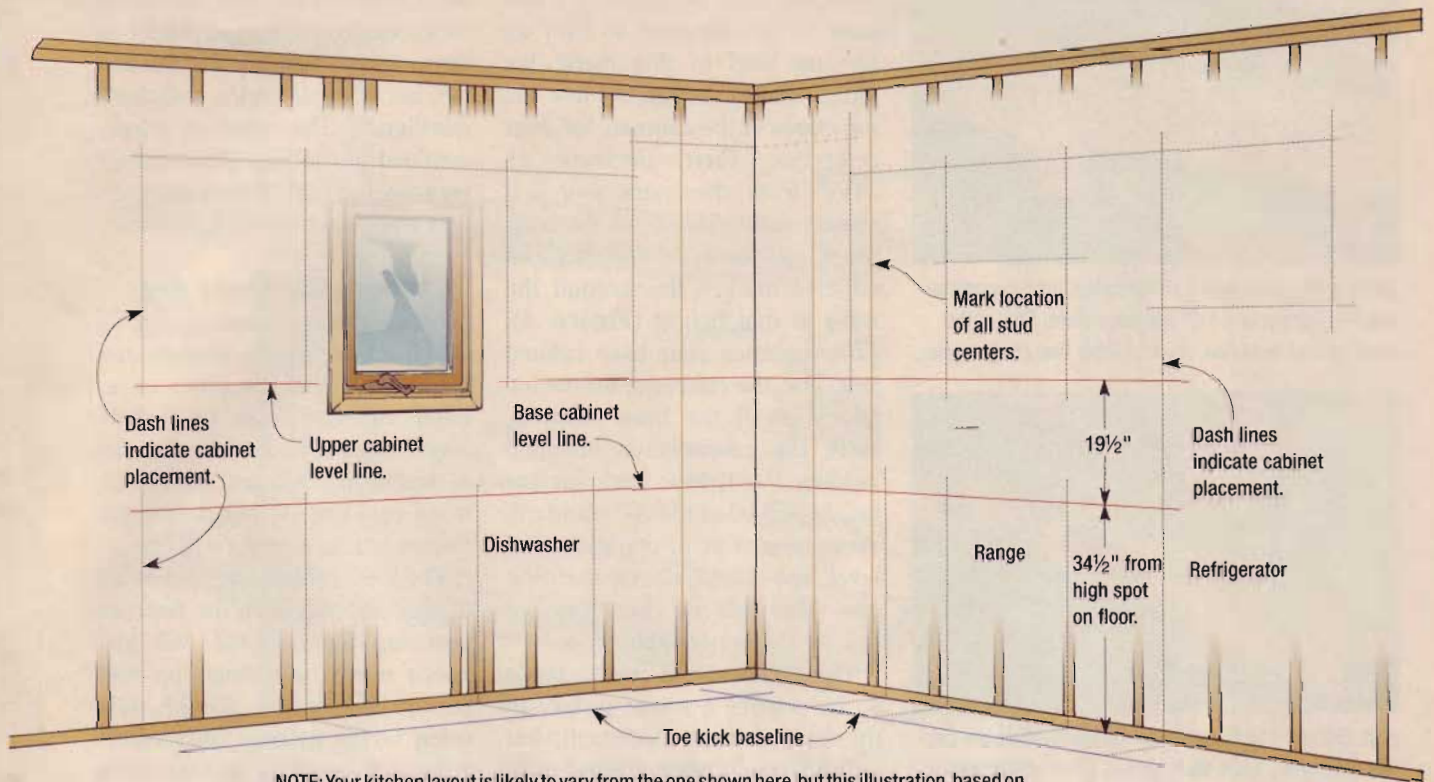 Mark location
of all stud
centers.
Dash lines
indicate cabinet
placement.
Upper cabinet
level line.
Base cabinet
level line.
19½"
Dash lines
indicate cabinet
placement.
Dishwasher
Range
34½" from
high spot
on floor.
Refrigerator
Toe kick baseline
NOTE: Your kitchen layout is likely to vary from the one shown here, but this illustration, based on